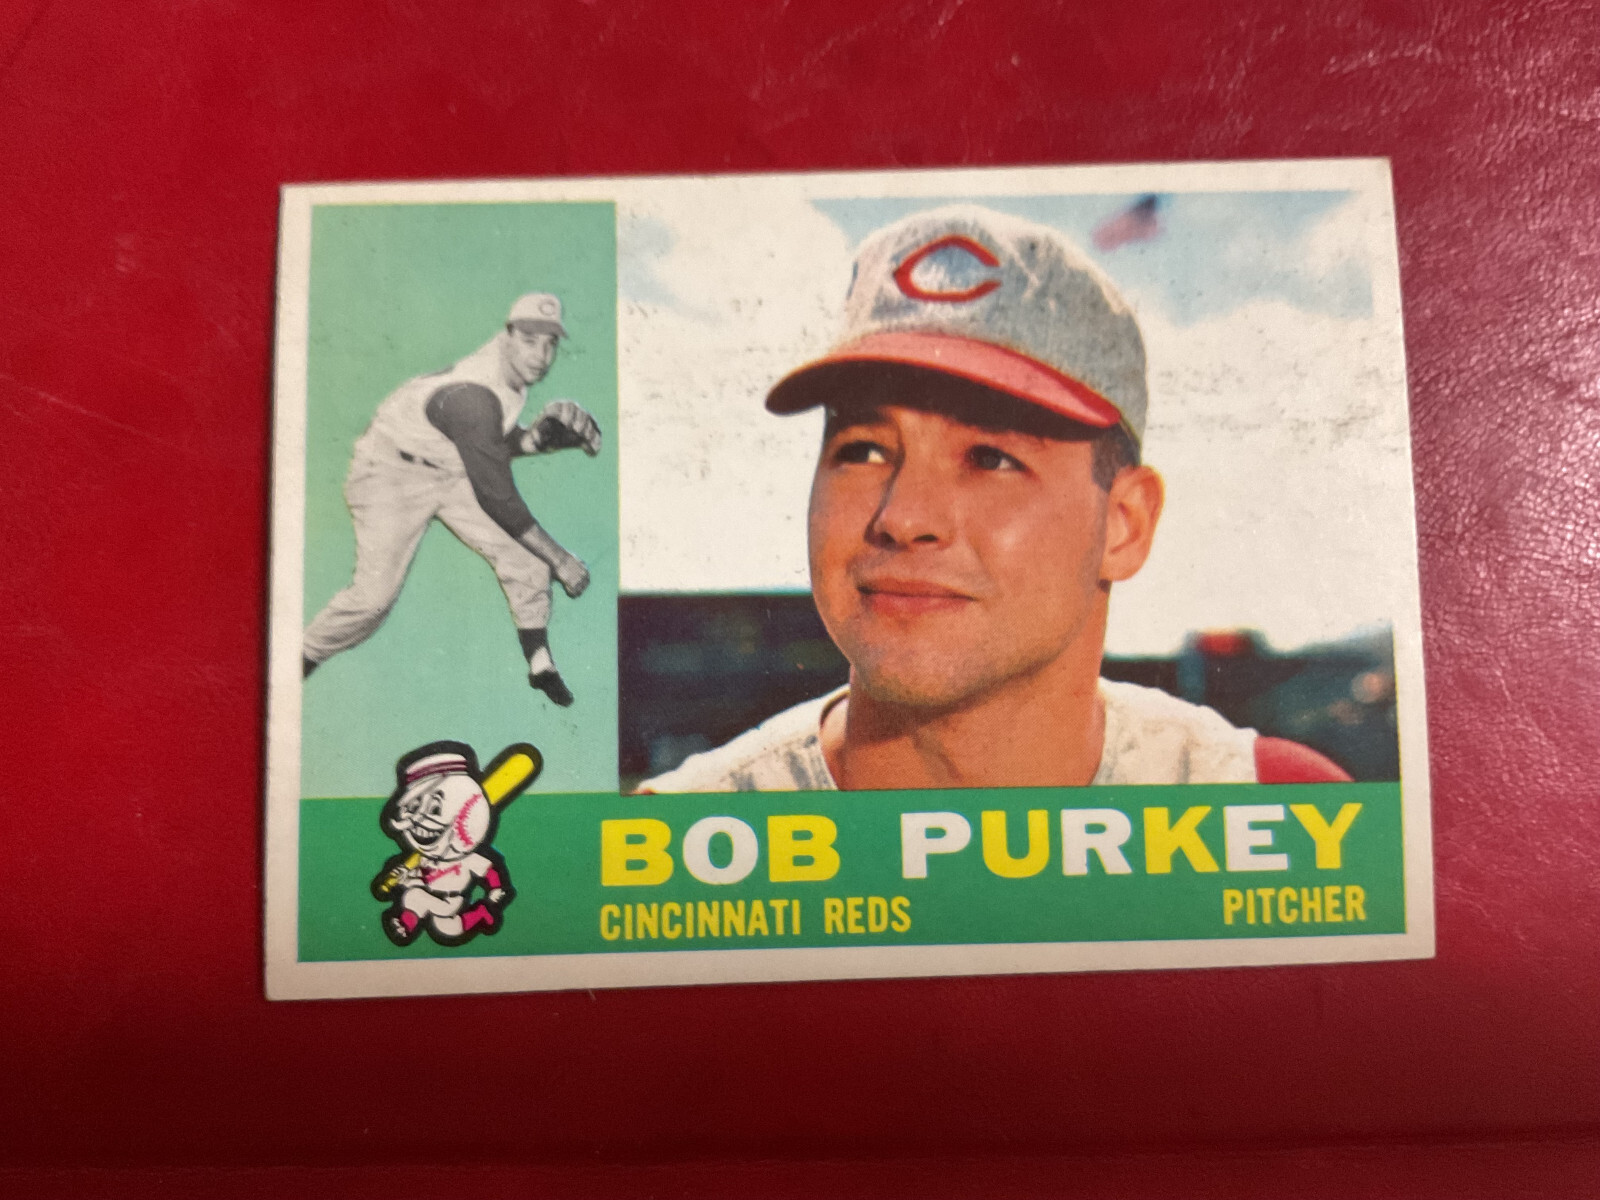 C
C
BOB PURKEY
CINCINNATI REDS
PITCHER